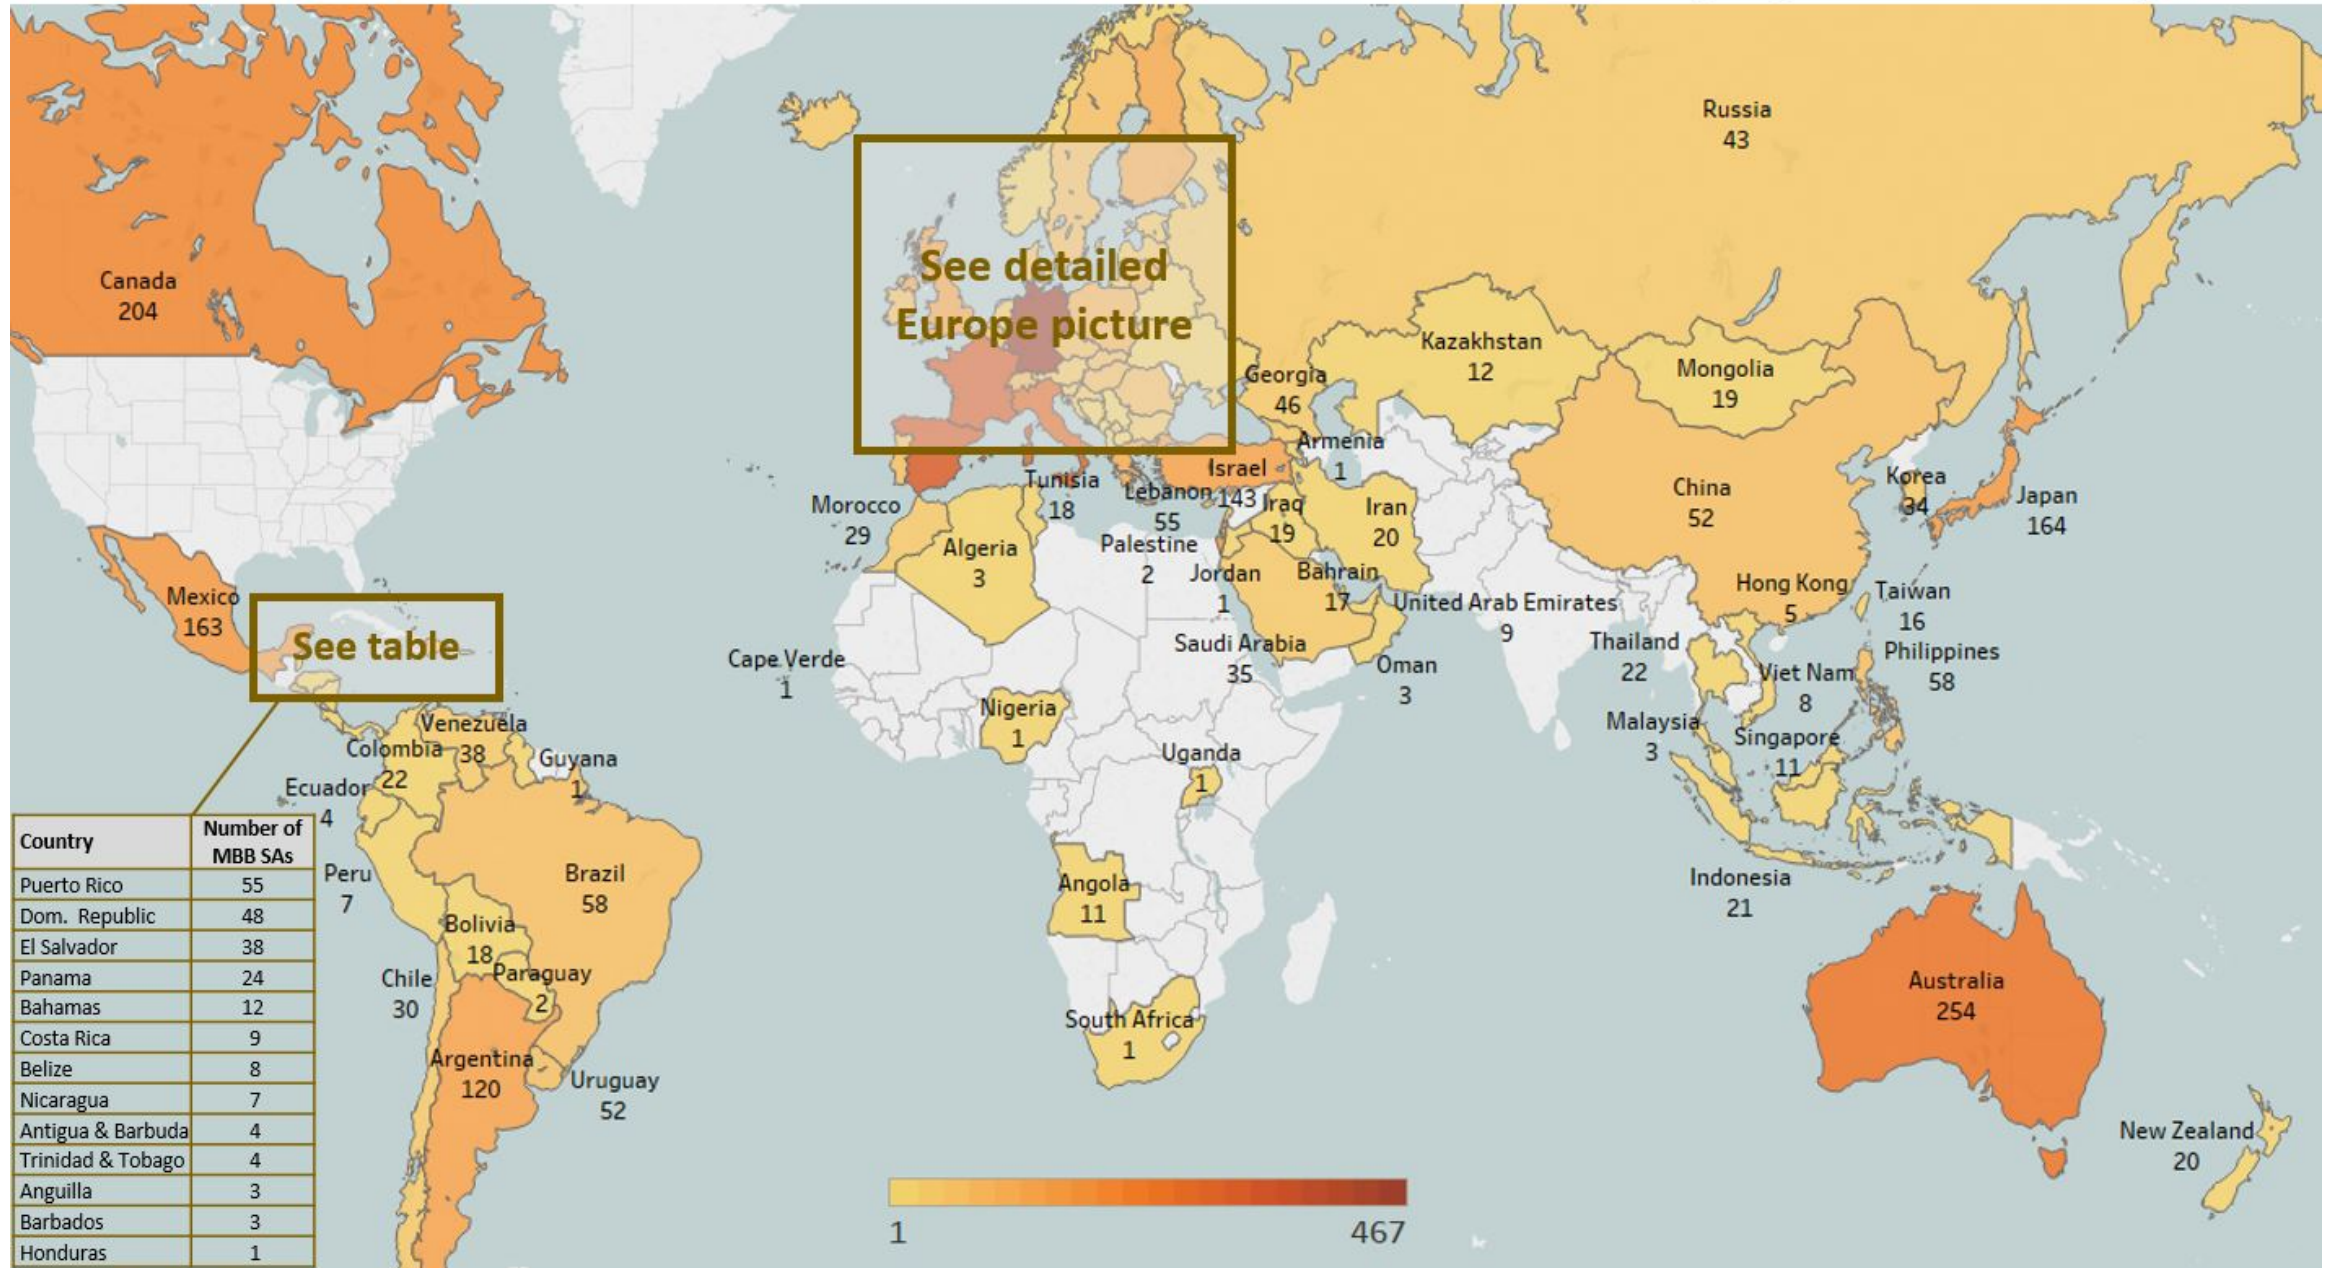 Russia
43
Canada
204
See detailed
Europe picture
Kazakhstan
12
Mongolia
19
Georgia
46
Armenia
1
Israel
143
Tunisia
18
Lebanon
55
Iraq
19
Iran
20
China
52
Korea
34
Japan
164
Morocco
29
Algeria
3
Palestine
2
Jordan
1
Bahrain
17
Hong Kong
5
Taiwan
16
United Arab Emirates
9
Mexico
163
See table
Saudi Arabia
35
Oman
3
Thailand
22
Viet Nam
8
Philippines
58
Cape Verde
1
Nigeria
1
Uganda
1
Malaysia
3
Singapore
11
Venezuela
38
Colombia
22
Guyana
1
Ecuador
4
Peru
7
Brazil
58
Angola
11
Indonesia
21
Bolivia
18
Paraguay
2
Chile
30
Australia
254
South Africa
1
Argentina
120
Uruguay
52
New Zealand
20
Country Number of MBB SAs
Puerto Rico 55
Dom. Republic 48
El Salvador 38
Panama 24
Bahamas 12
Costa Rica 9
Belize 8
Nicaragua 7
Antigua & Barbuda 4
Trinidad & Tobago 4
Anguilla 3
Barbados 3
Honduras 1
1 467